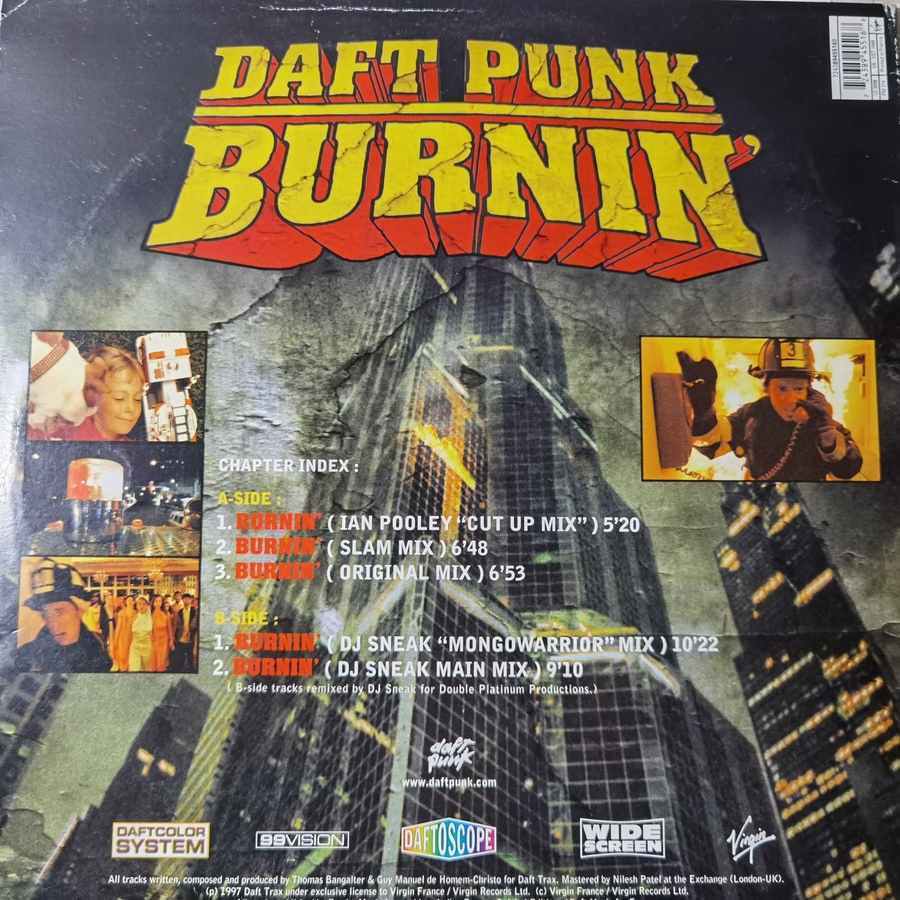 DAFT PUNK
BURNIN'
3
CHAPTER INDEX :
A-SIDE :
1. BURNIN' ( IAN POOLEY "CUT UP MIX" ) 5'20
2. BURNIN' ( SLAM MIX ) 6'48
3. BURNIN' ( ORIGINAL MIX ) 6'53
B-SIDE :
1. BURNIN' ( DJ SNEAK "MONGOWARRIOR" MIX ) 10'22
2. BURNIN' ( DJ SNEAK MAIN MIX ) 9'10
( B-side tracks remixed by DJ Sneak for Double Platinum Productions.)
daft punk
www.daftpunk.com
DAFTCOLOR SYSTEM
99VISION
DAFTOSCOPE
WIDE SCREEN
Virgin
All tracks written, composed and produced by Thomas Bangalter & Guy Manuel de Homem-Christo for Daft Trax. Mastered by Nilesh Patel at the Exchange (London-UK).
(p) 1997 Daft Trax under exclusive license to Virgin France / Virgin Records Ltd. (c) Virgin France / Virgin Records Ltd.